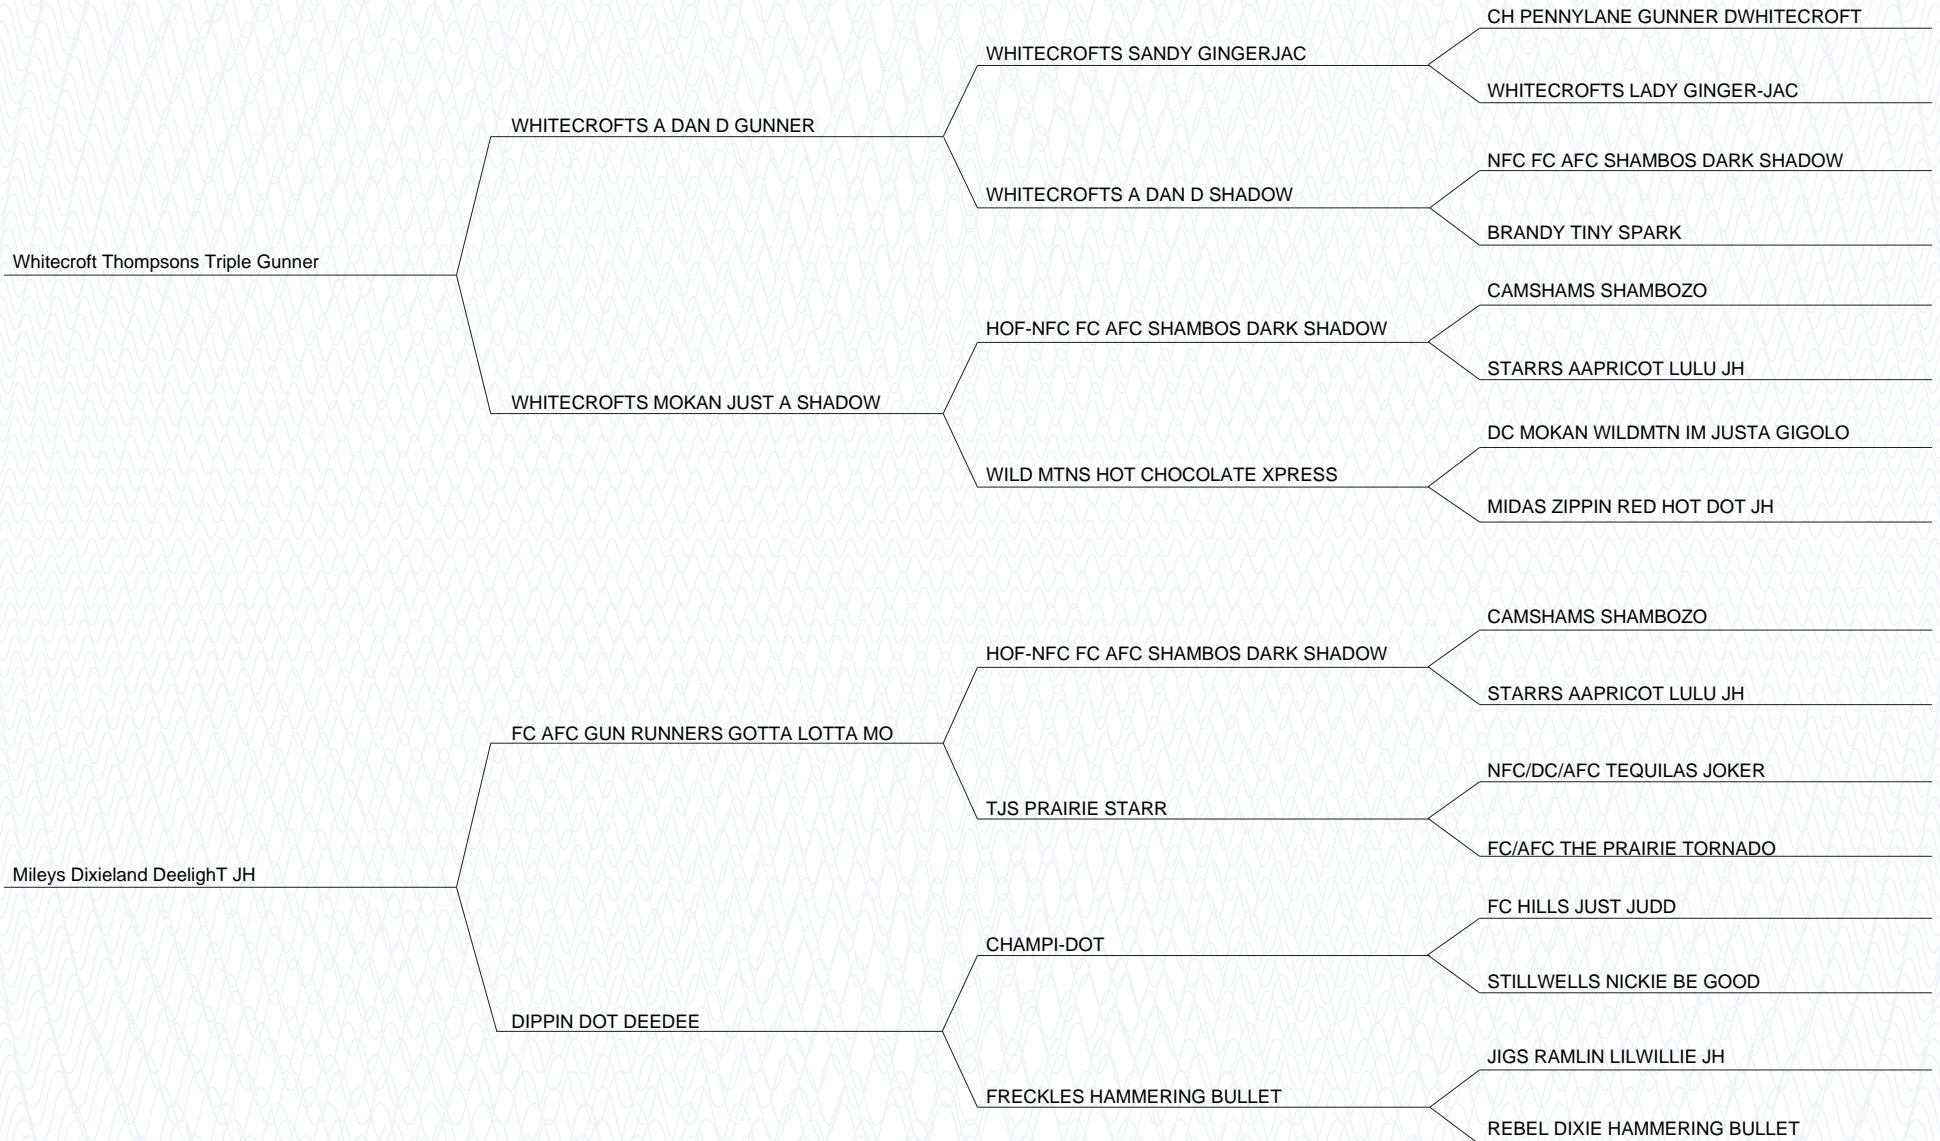 CH PENNYLANE GUNNER DWHITECROFT
WHITECROFTS SANDY GINGERJAC
WHITECROFTS LADY GINGER-JAC
WHITECROFTS A DAN D GUNNER
NFC FC AFC SHAMBOS DARK SHADOW
WHITECROFTS A DAN D SHADOW
BRANDY TINY SPARK
Whitecroft Thompsons Triple Gunner
CAMSHAMS SHAMBOZO
HOF-NFC FC AFC SHAMBOS DARK SHADOW
STARRS AAPRICOT LULU JH
WHITECROFTS MOKAN JUST A SHADOW
DC MOKAN WILDMTN IM JUSTA GIGOLO
WILD MTNS HOT CHOCOLATE XPRESS
MIDAS ZIPPIN RED HOT DOT JH
CAMSHAMS SHAMBOZO
HOF-NFC FC AFC SHAMBOS DARK SHADOW
STARRS AAPRICOT LULU JH
FC AFC GUN RUNNERS GOTTA LOTTA MO
NFC/DC/AFC TEQUILAS JOKER
TJS PRAIRIE STARR
FC/AFC THE PRAIRIE TORNADO
Mileys Dixieland DeelighT JH
FC HILLS JUST JUDD
CHAMPI-DOT
STILLWELLS NICKIE BE GOOD
DIPPIN DOT DEEDEE
JIGS RAMLIN LILWILLIE JH
FRECKLES HAMMERING BULLET
REBEL DIXIE HAMMERING BULLET